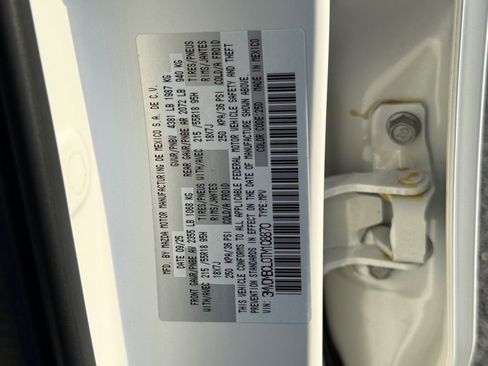 MFD. BY MAZDA MOTOR MANUFACTURING DE MEXICO S.A. DE C.V.
DATE 09/25 GVWR/PNBV 4381 LB 1987 KG
FRONT GAWR/PNBE AV 2355 LB 1068 KG REAR GAWR/PNBE AR 2072 LB 940 KG
WITH/AVEC 215/55R18 95H TIRES/PNEUS WITH/AVEC 215/55R18 95H TIRES/PNEUS
18X7J RIMS/JANTES 18X7J RIMS/JANTES
250 KPA/36 PSI COLD/A FROID 250 KPA/36 PSI COLD/A FROID
THIS VEHICLE CONFORMS TO ALL APPLICABLE FEDERAL MOTOR VEHICLE SAFETY AND THEFT
PREVENTION STANDARDS IN EFFECT ON THE DATE OF MANUFACTURE SHOWN ABOVE.
TYPE:MPV COLOR CODE:25D MADE IN MEXICO